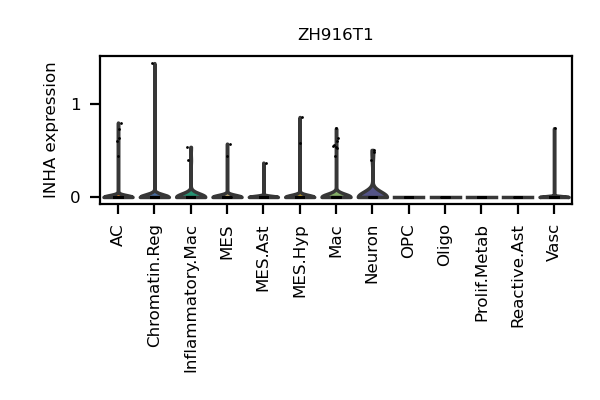 ZH916T1
INHA expression
1
0
AC
Chromatin.Reg
Inflammatory.Mac
MES
MES.Ast
MES.Hyp
Mac
Neuron
OPC
Oligo
Prolif.Metab
Reactive.Ast
Vasc